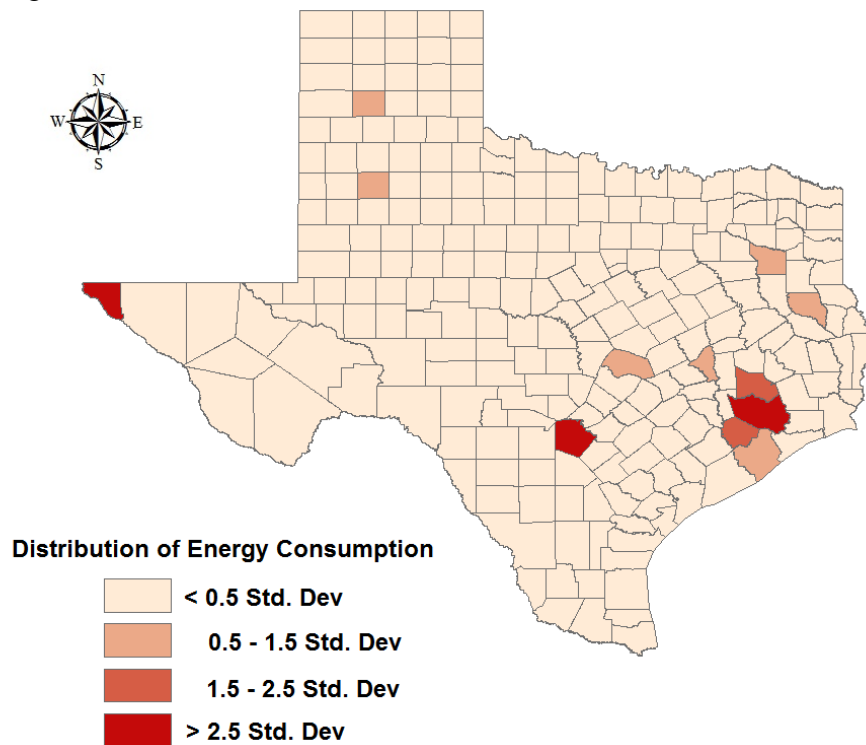 N
W
E
S
Distribution of Energy Consumption
< 0.5 Std. Dev
0.5 - 1.5 Std. Dev
1.5 - 2.5 Std. Dev
> 2.5 Std. Dev